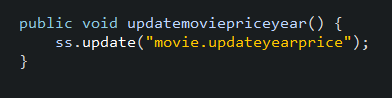 public void updatemoviepriceyear() {
    ss.update("movie.updateyearprice");
}